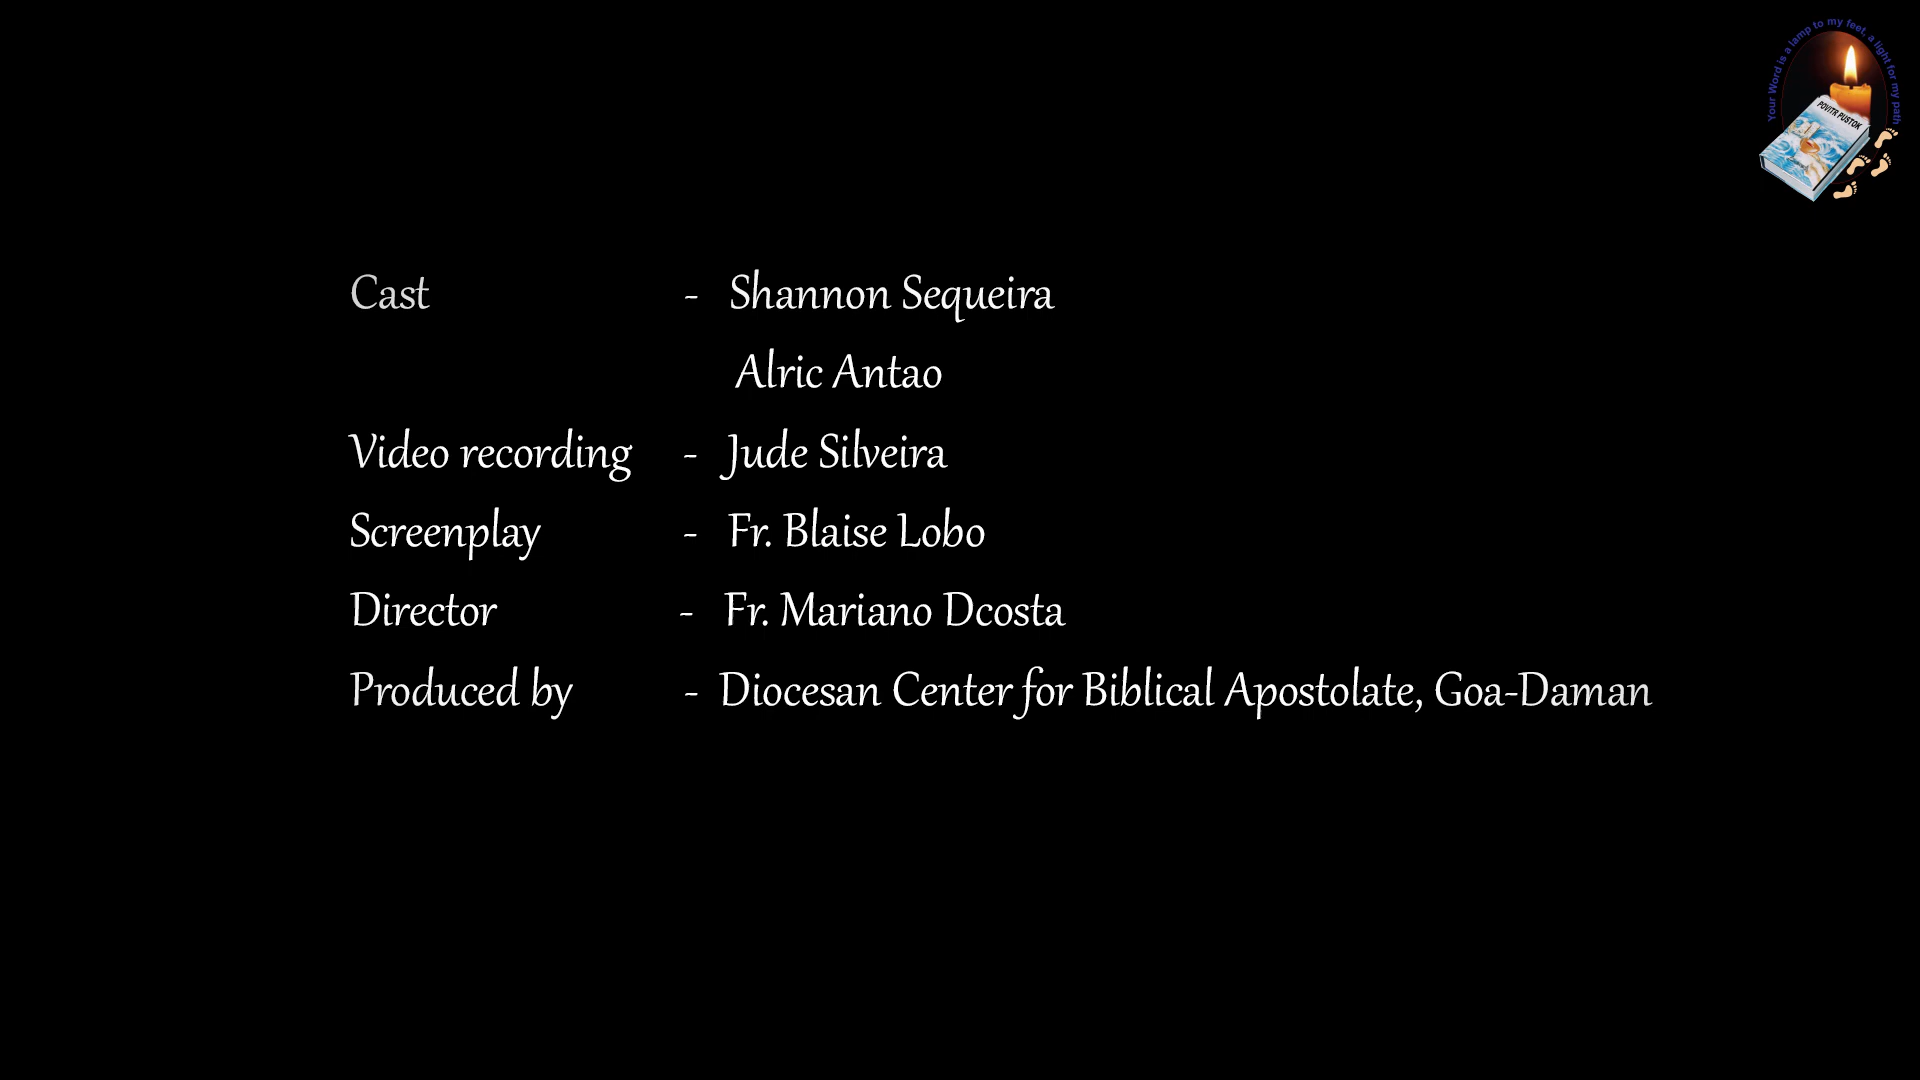 Your Word is a lamp to my feet, a light for my path
POVITR PUSTOK
Cast - Shannon Sequeira
Alric Antao
Video recording - Jude Silveira
Screenplay - Fr. Blaise Lobo
Director - Fr. Mariano Dcosta
Produced by - Diocesan Center for Biblical Apostolate, Goa-Daman